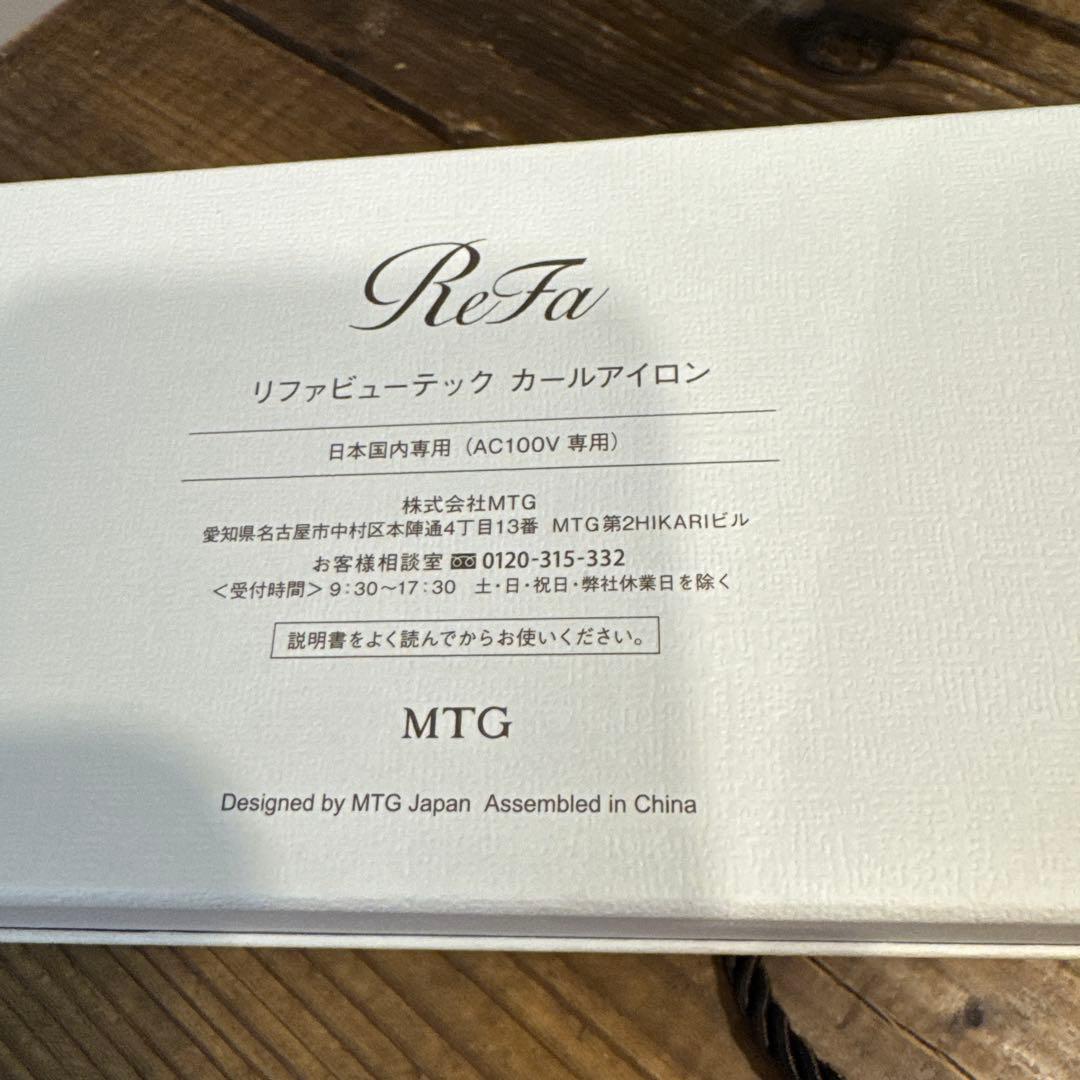 ReFa
リファビューテック カールアイロン
日本国内専用（AC100V 専用）
株式会社MTG
愛知県名古屋市中村区本陣通4丁目13番 MTG第2HIKARIビル
お客様相談室 0120-315-332
＜受付時間＞9：30～17：30 土・日・祝日・弊社休業日を除く
説明書をよく読んでからお使いください。
MTG
Designed by MTG Japan Assembled in China